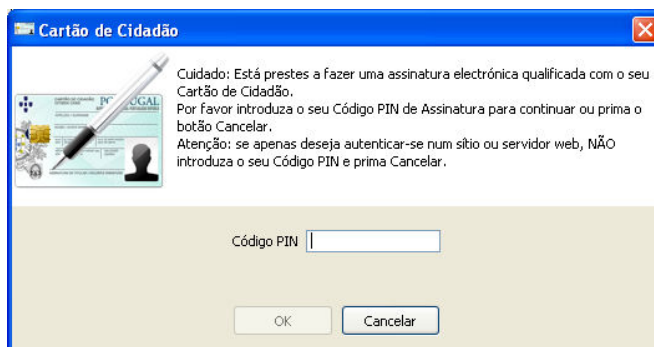 Cartão de Cidadão
Cuidado: Está prestes a fazer uma assinatura electrónica qualificada com o seu
Cartão de Cidadão.
Por favor introduza o seu Código PIN de Assinatura para continuar ou prima o
botão Cancelar.
Atenção: se apenas deseja autenticar-se num sítio ou servidor web, NÃO
introduza o seu Código PIN e prima Cancelar.
PORTUGAL
Código PIN
OK
Cancelar